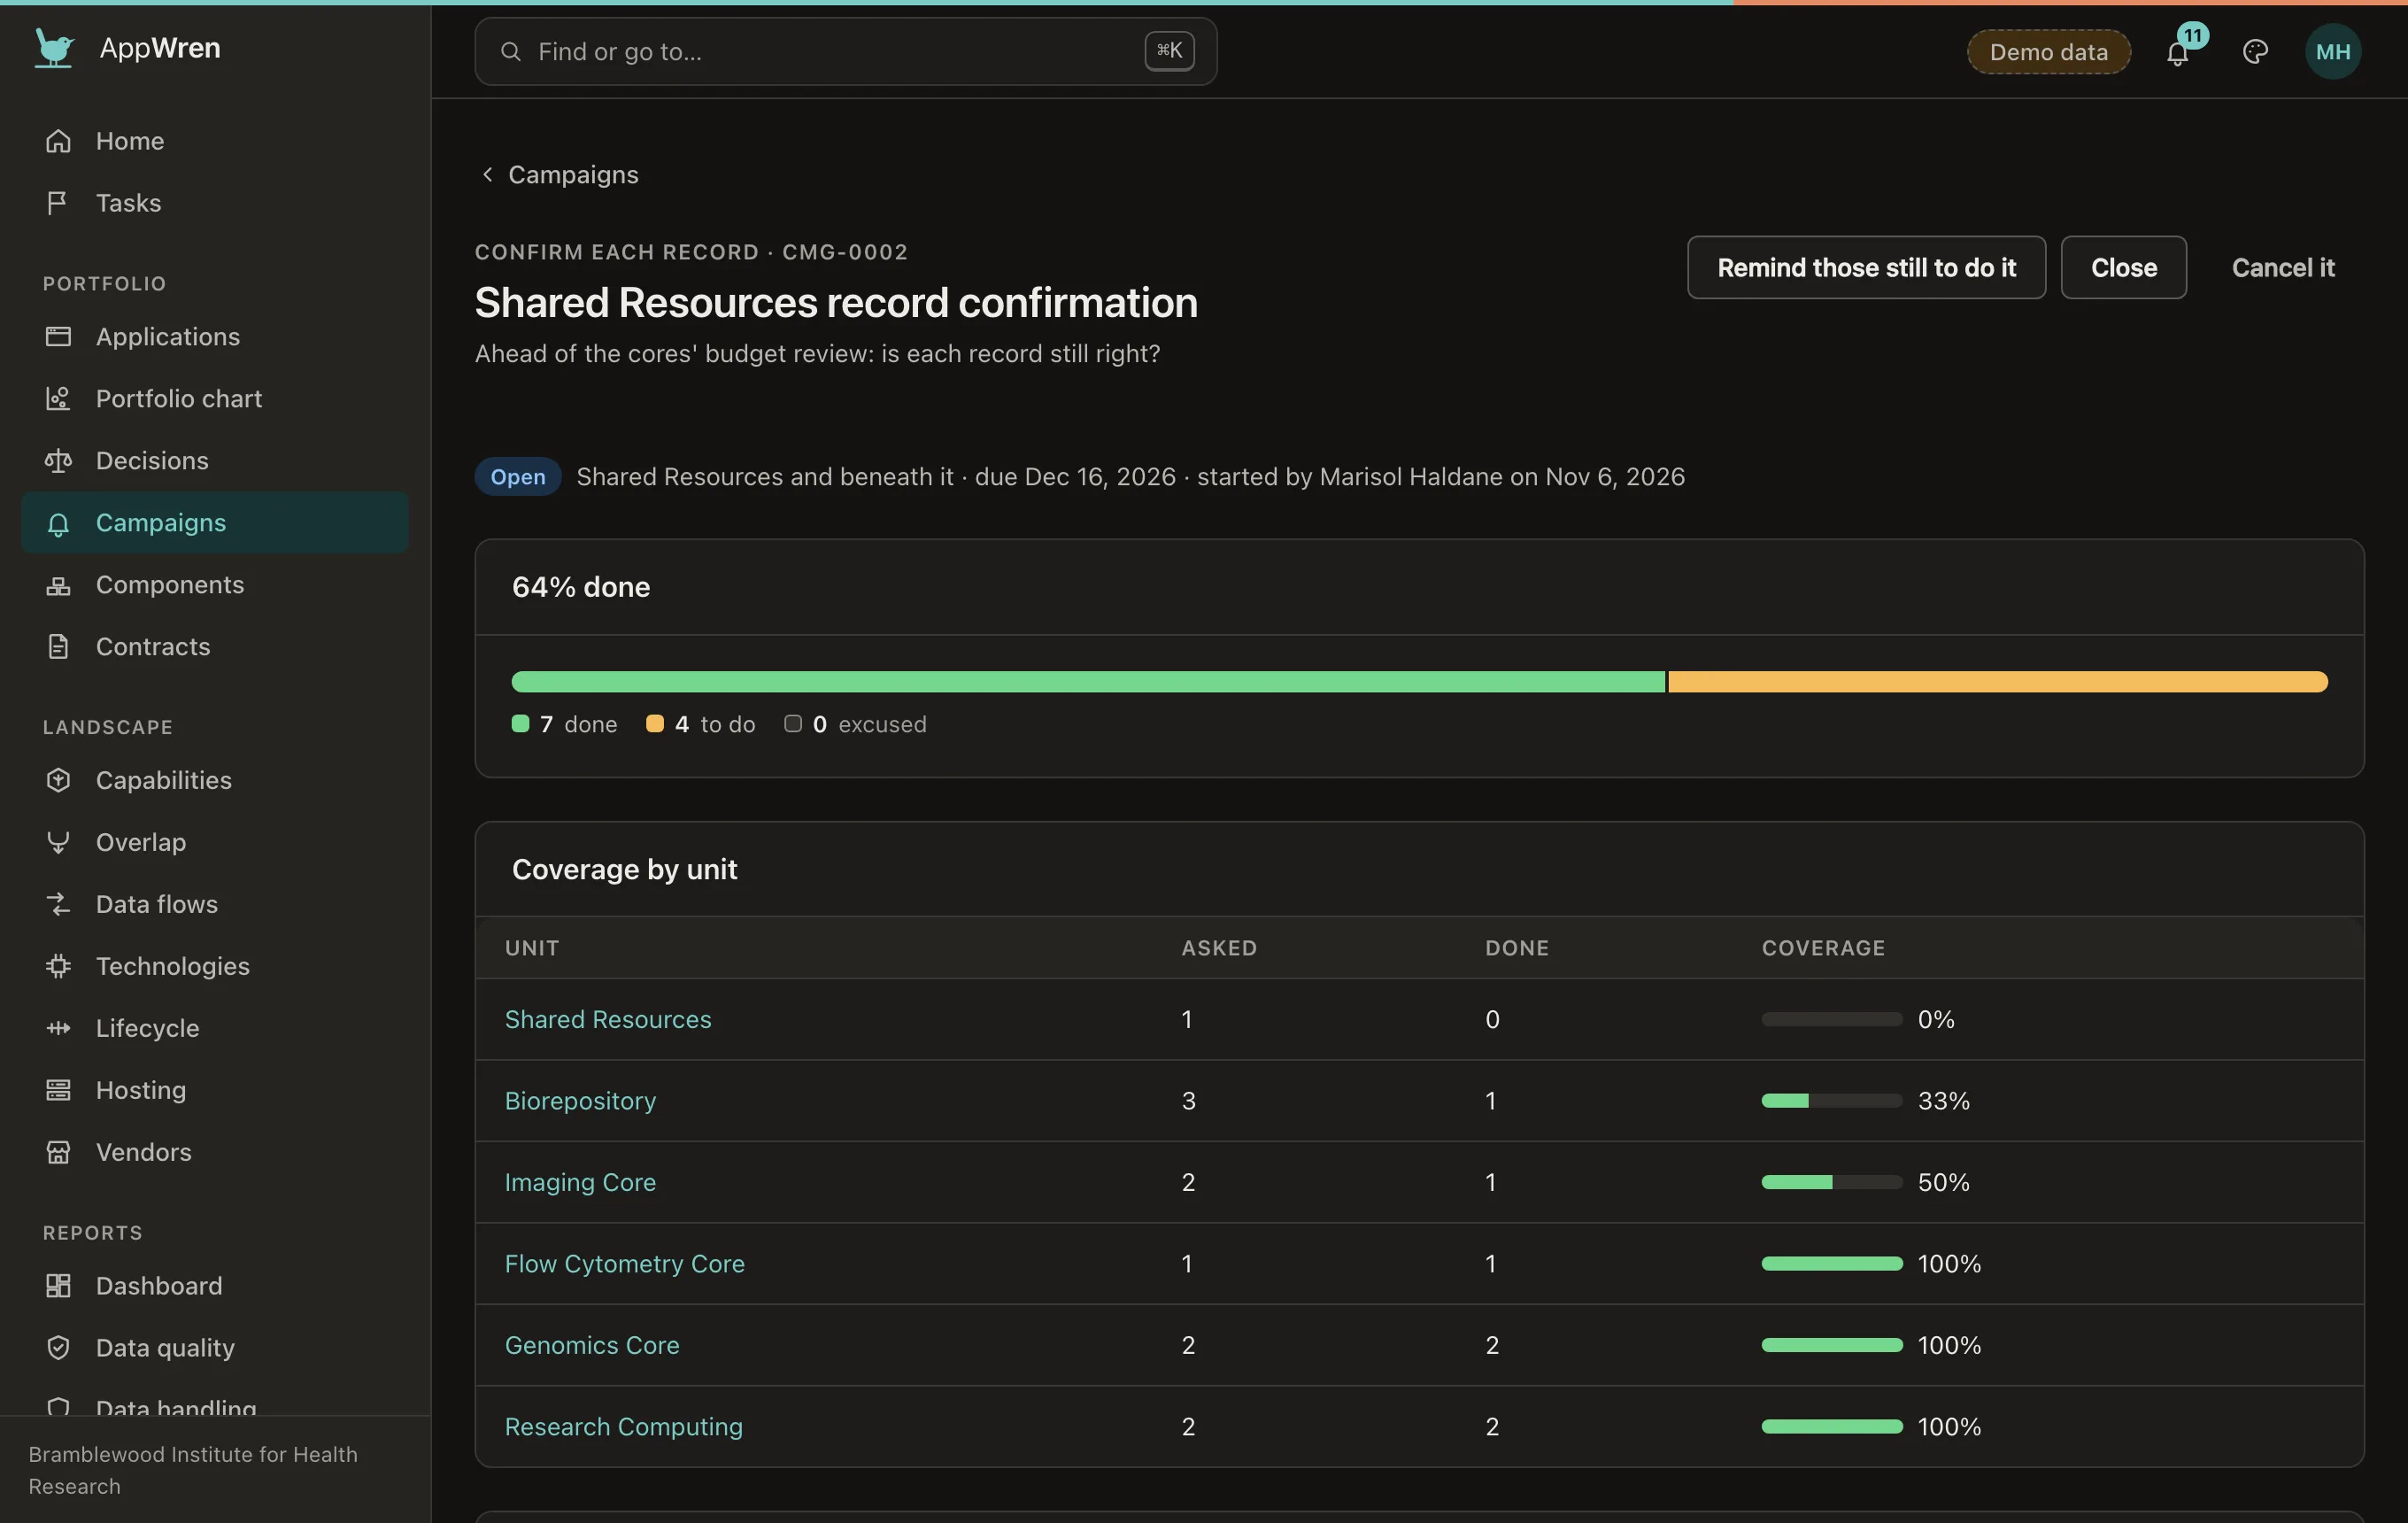 AppWren
Find or go to...
⌘K
Demo data
11
MH
Home
Tasks
PORTFOLIO
Applications
Portfolio chart
Decisions
Campaigns
Components
Contracts
LANDSCAPE
Capabilities
Overlap
Data flows
Technologies
Lifecycle
Hosting
Vendors
REPORTS
Dashboard
Data quality
Data handling
Bramblewood Institute for Health
Research
Campaigns
CONFIRM EACH RECORD · CMG-0002
Shared Resources record confirmation
Ahead of the cores' budget review: is each record still right?
Remind those still to do it
Close
Cancel it
Open
Shared Resources and beneath it · due Dec 16, 2026 · started by Marisol Haldane on Nov 6, 2026
64% done
7 done 4 to do 0 excused
Coverage by unit
UNIT ASKED DONE COVERAGE
Shared Resources 1 0 0%
Biorepository 3 1 33%
Imaging Core 2 1 50%
Flow Cytometry Core 1 1 100%
Genomics Core 2 2 100%
Research Computing 2 2 100%